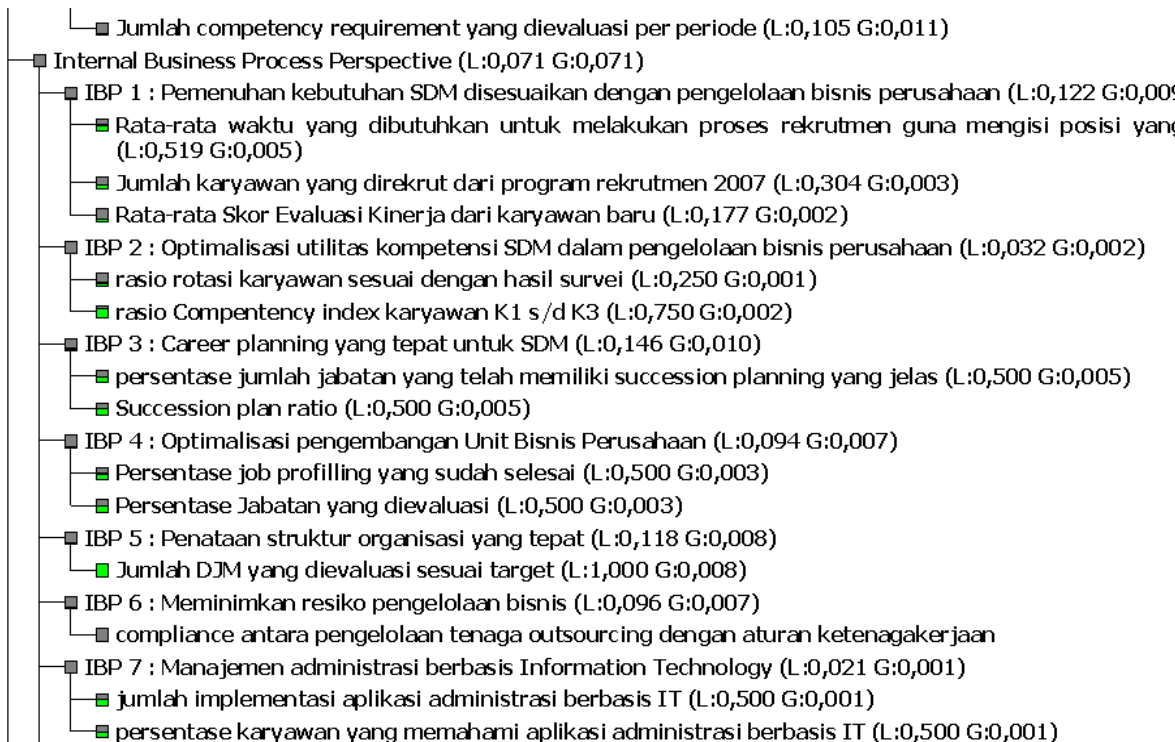 Jumlah competency requirement yang dievaluasi per periode (L:0,105 G:0,011)
Internal Business Process Perspective (L:0,071 G:0,071)
IBP 1 : Pemenuhan kebutuhan SDM disesuaikan dengan pengelolaan bisnis perusahaan (L:0,122 G:0,009
Rata-rata waktu yang dibutuhkan untuk melakukan proses rekrutmen guna mengisi posisi yang
(L:0,519 G:0,005)
Jumlah karyawan yang direkrut dari program rekrutmen 2007 (L:0,304 G:0,003)
Rata-rata Skor Evaluasi Kinerja dari karyawan baru (L:0,177 G:0,002)
IBP 2 : Optimalisasi utilitas kompetensi SDM dalam pengelolaan bisnis perusahaan (L:0,032 G:0,002)
rasio rotasi karyawan sesuai dengan hasil survei (L:0,250 G:0,001)
rasio Compentency index karyawan K1 s/d K3 (L:0,750 G:0,002)
IBP 3 : Career planning yang tepat untuk SDM (L:0,146 G:0,010)
persentase jumlah jabatan yang telah memiliki succession planning yang jelas (L:0,500 G:0,005)
Succession plan ratio (L:0,500 G:0,005)
IBP 4 : Optimalisasi pengembangan Unit Bisnis Perusahaan (L:0,094 G:0,007)
Persentase job profilling yang sudah selesai (L:0,500 G:0,003)
Persentase Jabatan yang dievaluasi (L:0,500 G:0,003)
IBP 5 : Penataan struktur organisasi yang tepat (L:0,118 G:0,008)
Jumlah DJM yang dievaluasi sesuai target (L:1,000 G:0,008)
IBP 6 : Meminimkan resiko pengelolaan bisnis (L:0,096 G:0,007)
compliance antara pengelolaan tenaga outsourcing dengan aturan ketenagakerjaan
IBP 7 : Manajemen administrasi berbasis Information Technology (L:0,021 G:0,001)
jumlah implementasi aplikasi administrasi berbasis IT (L:0,500 G:0,001)
persentase karyawan yang memahami aplikasi administrasi berbasis IT (L:0,500 G:0,001)